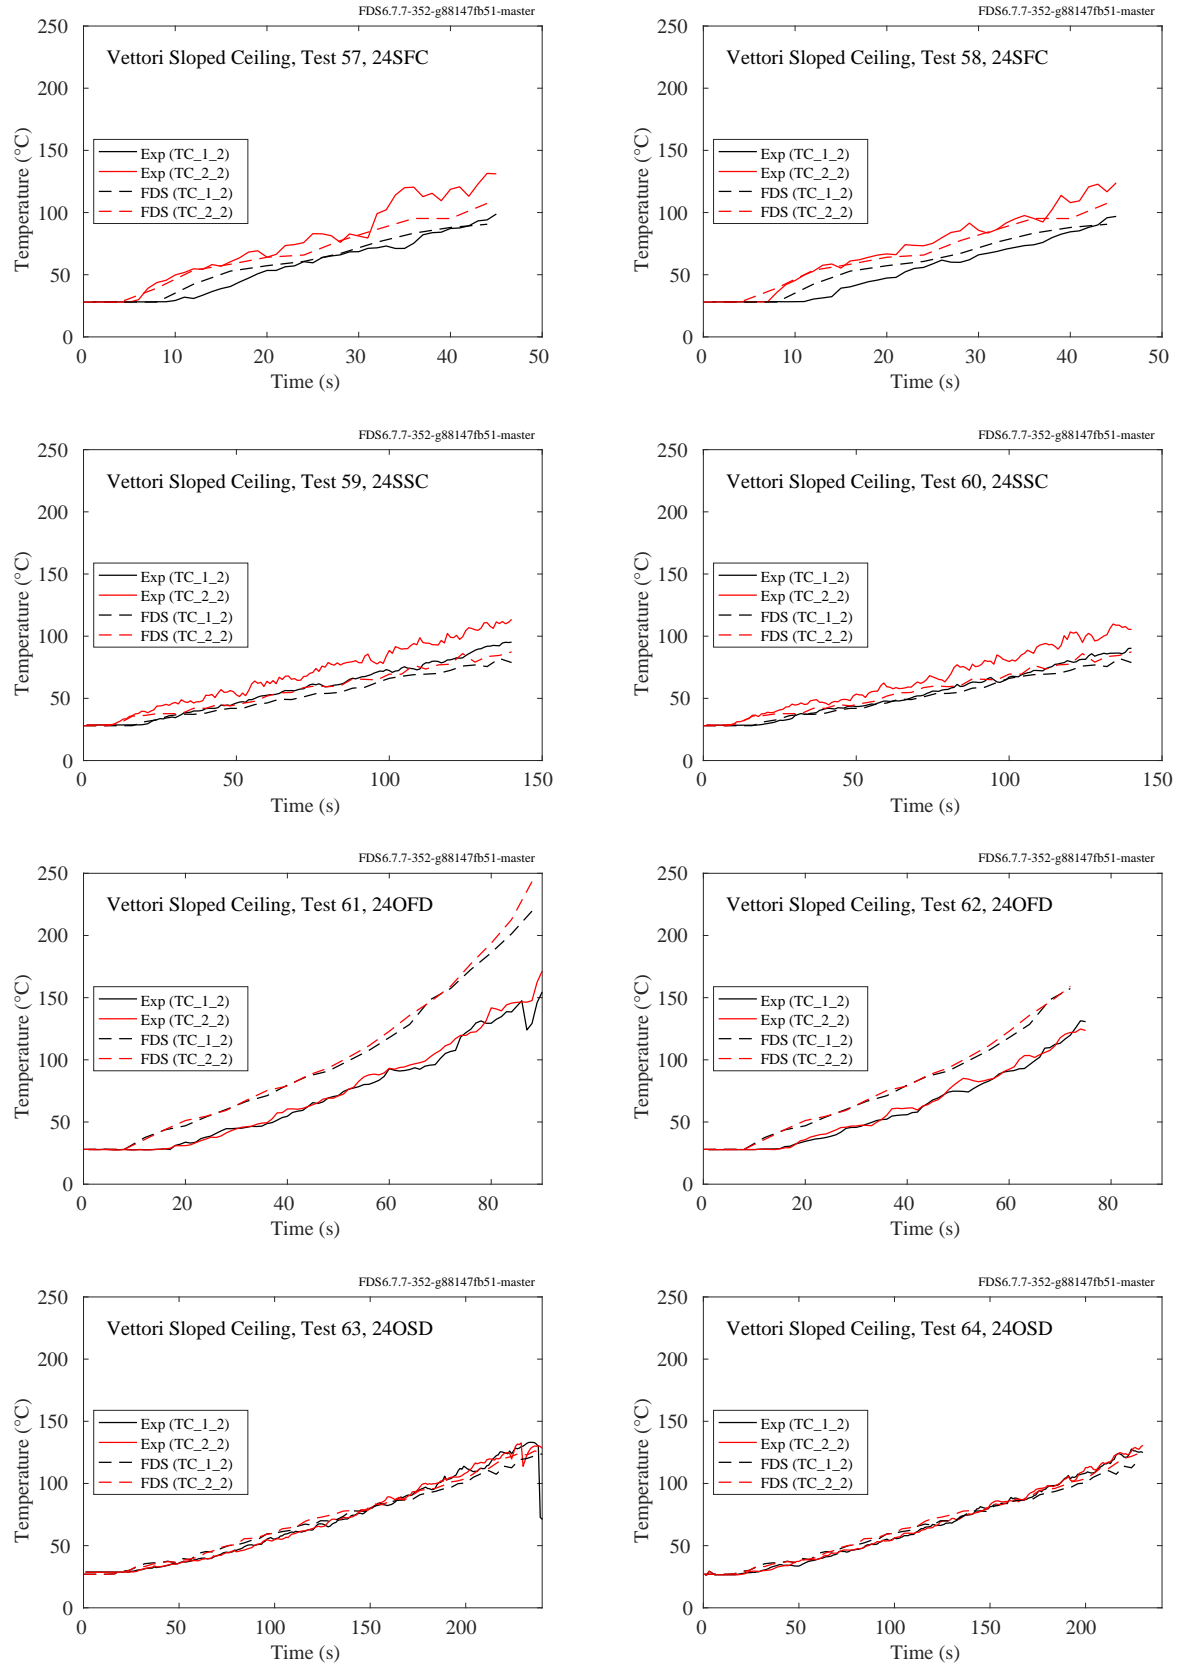 FDS6.7.7-352-g88147fb51-master
Vettori Sloped Ceiling, Test 57, 24SFC
Temperature (°C)
250
200
150
100
50
0
Exp (TC_1_2)
Exp (TC_2_2)
FDS (TC_1_2)
FDS (TC_2_2)
0 10 20 30 40 50
Time (s)
FDS6.7.7-352-g88147fb51-master
Vettori Sloped Ceiling, Test 58, 24SFC
Temperature (°C)
250
200
150
100
50
0
Exp (TC_1_2)
Exp (TC_2_2)
FDS (TC_1_2)
FDS (TC_2_2)
0 10 20 30 40 50
Time (s)
FDS6.7.7-352-g88147fb51-master
Vettori Sloped Ceiling, Test 59, 24SSC
Temperature (°C)
250
200
150
100
50
0
Exp (TC_1_2)
Exp (TC_2_2)
FDS (TC_1_2)
FDS (TC_2_2)
0 50 100 150
Time (s)
FDS6.7.7-352-g88147fb51-master
Vettori Sloped Ceiling, Test 60, 24SSC
Temperature (°C)
250
200
150
100
50
0
Exp (TC_1_2)
Exp (TC_2_2)
FDS (TC_1_2)
FDS (TC_2_2)
0 50 100 150
Time (s)
FDS6.7.7-352-g88147fb51-master
Vettori Sloped Ceiling, Test 61, 24OFD
Temperature (°C)
250
200
150
100
50
0
Exp (TC_1_2)
Exp (TC_2_2)
FDS (TC_1_2)
FDS (TC_2_2)
0 20 40 60 80
Time (s)
FDS6.7.7-352-g88147fb51-master
Vettori Sloped Ceiling, Test 62, 24OFD
Temperature (°C)
250
200
150
100
50
0
Exp (TC_1_2)
Exp (TC_2_2)
FDS (TC_1_2)
FDS (TC_2_2)
0 20 40 60 80
Time (s)
FDS6.7.7-352-g88147fb51-master
Vettori Sloped Ceiling, Test 63, 24OSD
Temperature (°C)
250
200
150
100
50
0
Exp (TC_1_2)
Exp (TC_2_2)
FDS (TC_1_2)
FDS (TC_2_2)
0 50 100 150 200
Time (s)
FDS6.7.7-352-g88147fb51-master
Vettori Sloped Ceiling, Test 64, 24OSD
Temperature (°C)
250
200
150
100
50
0
Exp (TC_1_2)
Exp (TC_2_2)
FDS (TC_1_2)
FDS (TC_2_2)
0 50 100 150 200
Time (s)